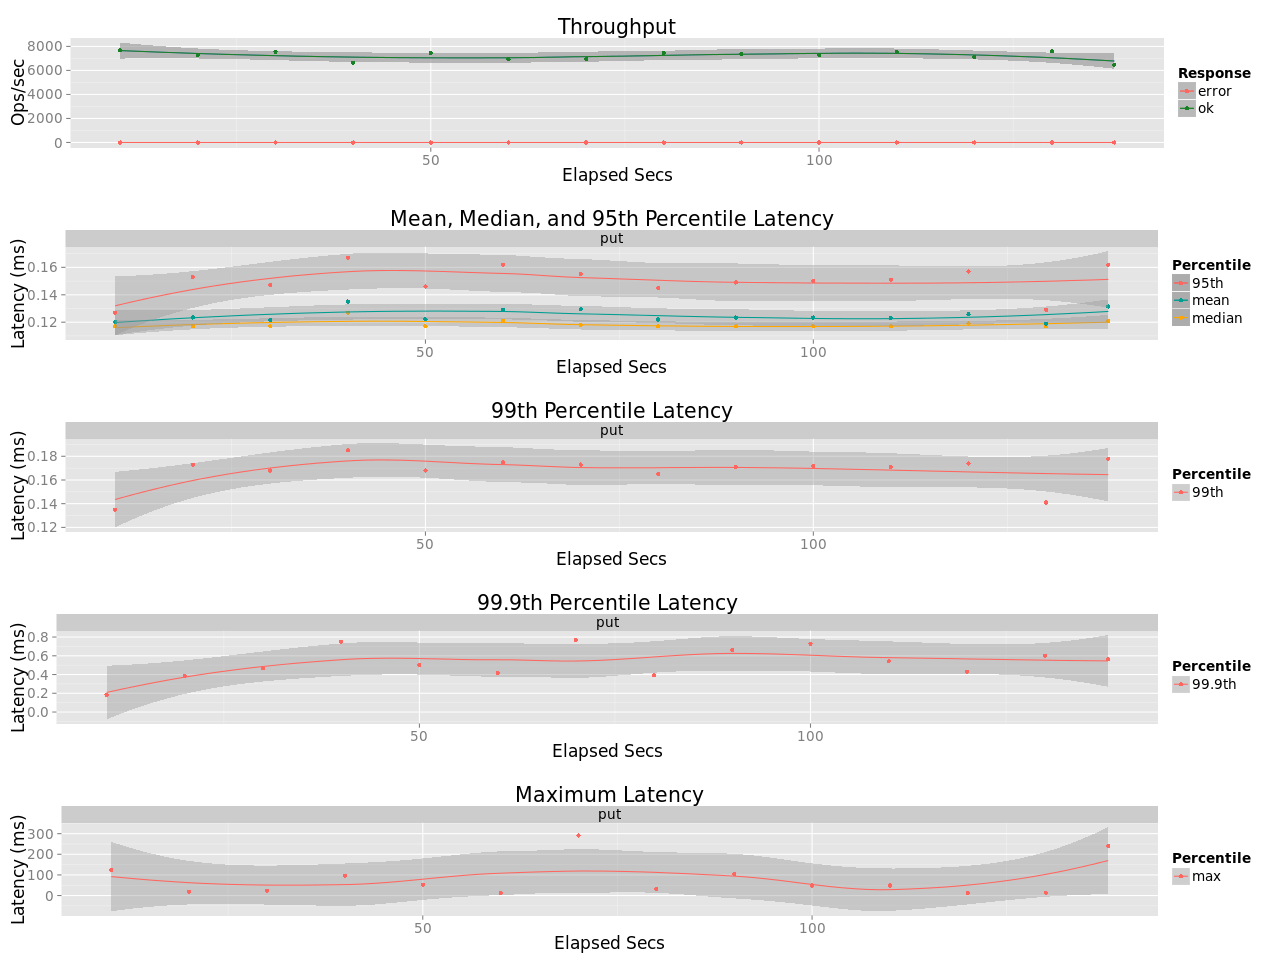 Throughput
Ops/sec
8000
6000
4000
2000
0
50
100
Elapsed Secs
Response
error
ok
Mean, Median, and 95th Percentile Latency
put
Latency (ms)
0.16
0.14
0.12
50
100
Elapsed Secs
Percentile
95th
mean
median
99th Percentile Latency
put
Latency (ms)
0.18
0.16
0.14
0.12
50
100
Elapsed Secs
Percentile
99th
99.9th Percentile Latency
put
Latency (ms)
0.8
0.6
0.4
0.2
0.0
50
100
Elapsed Secs
Percentile
99.9th
Maximum Latency
put
Latency (ms)
300
200
100
0
50
100
Elapsed Secs
Percentile
max